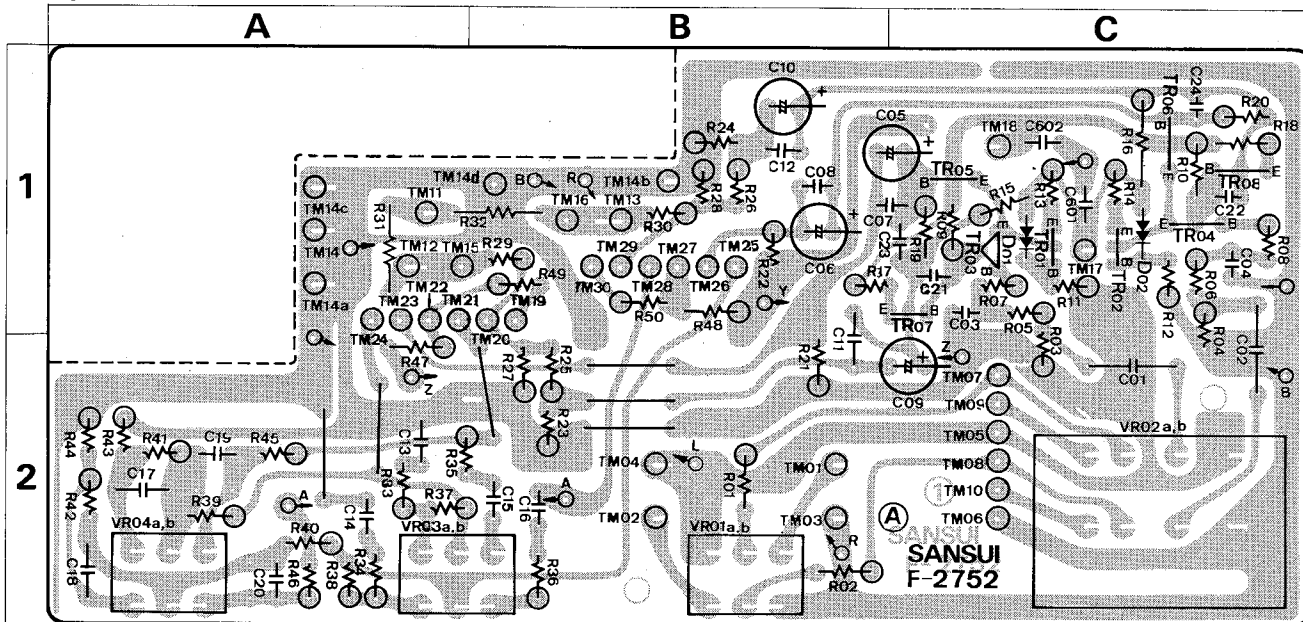 A B C
1
2
C10
R24
C12
C08
C05
TM18
C602
TR06
C24
R20
B
R16
R18
TM14d
B
R
TM14b
R28
R26
B
TR05
E
R15
R13
C601
R14
E
R10
B
TR08
E
C22
TM14c
TM11
R31
R32
TM16
TM13
R30
C07
C06
C23
R19
R09
TR03
D01
TR01
E
B
E
B
TR02
D02
E
TR04
B
C04
R08
TM14
TM12
TM15
R29
TM29
TM27
TM25
R22
R17
C21
B
R07
R11
TM17
R06
TM14a
TM22
TM23
TM21
R49
TM19
TM30
TM28
TM26
R50
R48
Y
E
TR07
B
C03
R05
R03
R12
R04
C02
TM24
TM20
R47
Z
R27
R25
R21
C11
C09
Z
C01
TM07
B
R44
R43
R41
C19
R45
C13
R35
R23
TM09
TM05
VR02a,b
C17
R33
TM04
L
R01
TM01
TM08
R42
R39
A
R37
C15
C16
A
TM10
VR04a,b
C14
VR03a,b
TM02
VR01a,b
TM03
A
TM06
1
SANSUI
R40
R
SANSUI
F-2752
C18
C20
R46
R38
R34
R36
R02